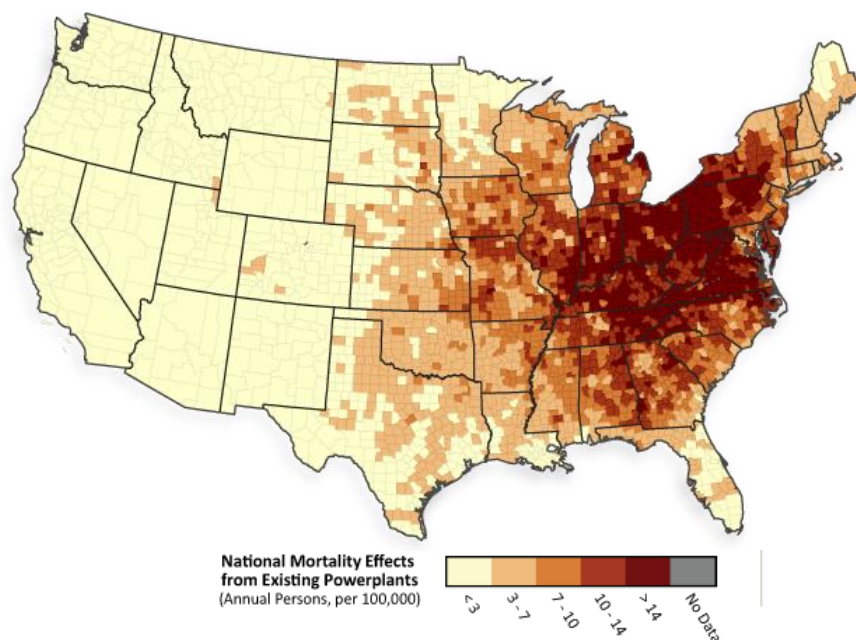 National Mortality Effects
from Existing Powerplants
(Annual Persons, per 100,000)
< 3
3 - 7
7 - 10
10 - 14
> 14
No Data